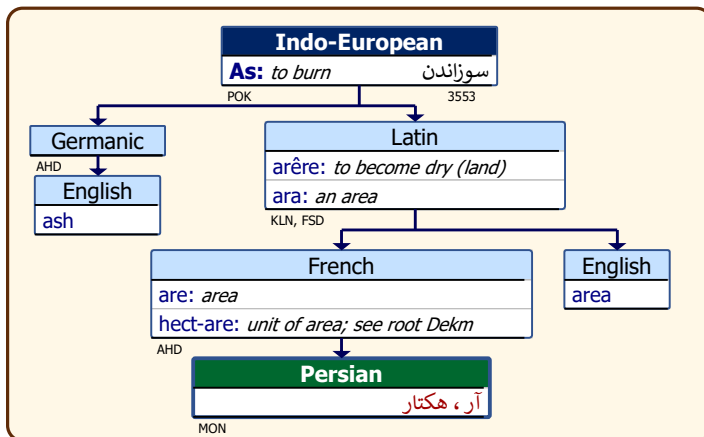 Indo-European
As: to burn سوزاندن
POK 3553
Germanic
AHD
English
ash
Latin
arêre: to become dry (land)
ara: an area
KLN, FSD
French
are: area
hect-are: unit of area; see root Dekm
AHD
English
area
Persian
آر ، هکتار
MON